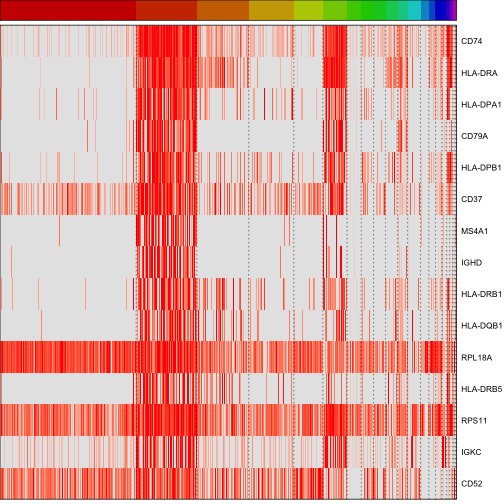 CD74
HLA-DRA
HLA-DPA1
CD79A
HLA-DPB1
CD37
MS4A1
IGHD
HLA-DRB1
HLA-DQB1
RPL18A
HLA-DRB5
RPS11
IGKC
CD52